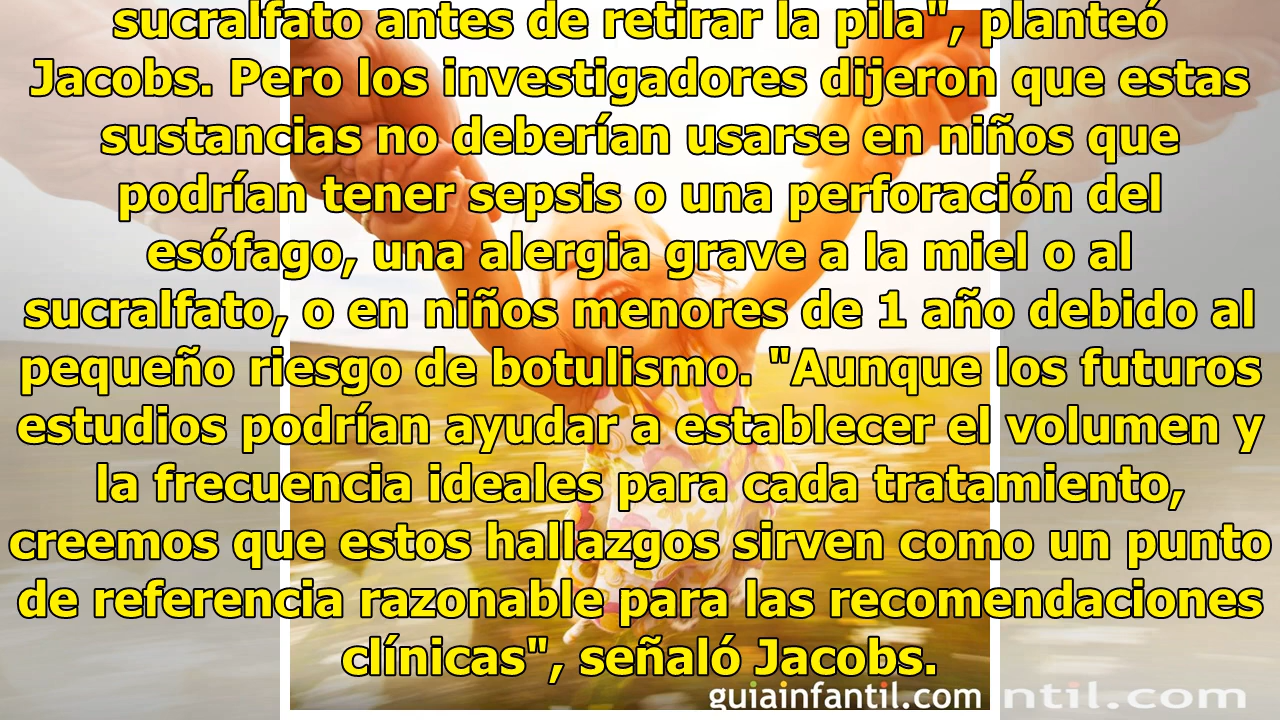 sucralfato antes de retirar la pila", planteó
Jacobs. Pero los investigadores dijeron que estas
sustancias no deberían usarse en niños que
podrían tener sepsis o una perforación del
esófago, una alergia grave a la miel o al
sucralfato, o en niños menores de 1 año debido al
pequeño riesgo de botulismo. "Aunque los futuros
estudios podrían ayudar a establecer el volumen y
la frecuencia ideales para cada tratamiento,
creemos que estos hallazgos sirven como un punto
de referencia razonable para las recomendaciones
clínicas", señaló Jacobs.
guiainfantil.com ntil.com